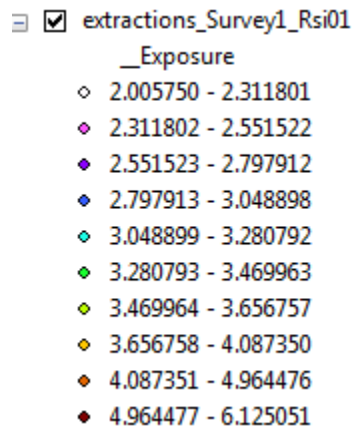 extractions_Survey1_Rsi01
__Exposure
2.005750 - 2.311801
2.311802 - 2.551522
2.551523 - 2.797912
2.797913 - 3.048898
3.048899 - 3.280792
3.280793 - 3.469963
3.469964 - 3.656757
3.656758 - 4.087350
4.087351 - 4.964476
4.964477 - 6.125051